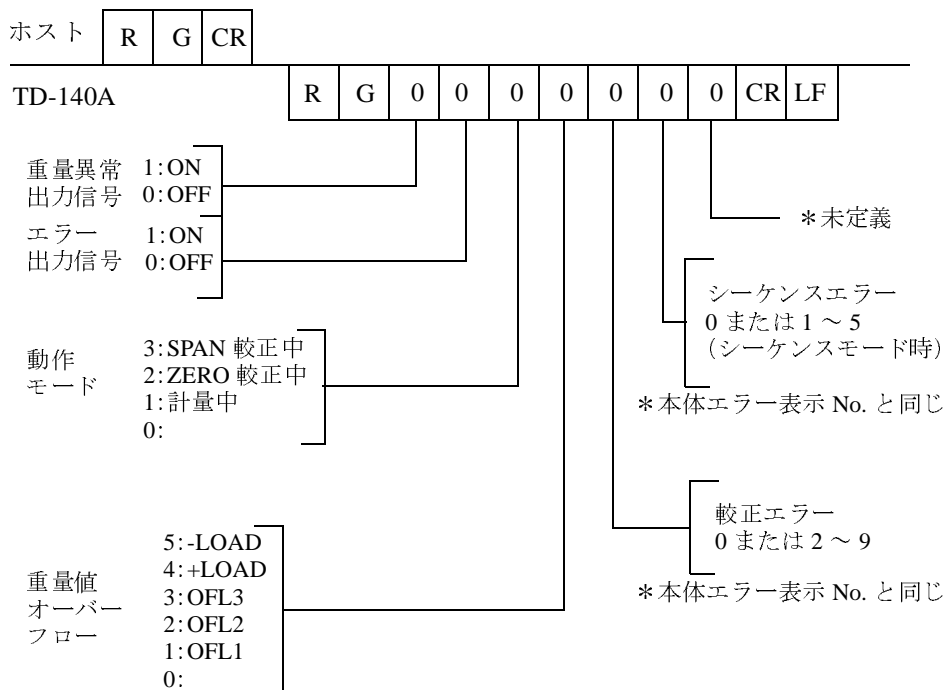 ホスト R G CR
TD-140A R G 0 0 0 0 0 0 0 CR LF
重量異常 1:ON
出力信号 0:OFF
エラー 1:ON
出力信号 0:OFF
＊未定義
シーケンスエラー
0 または 1 ～ 5
（シーケンスモード時）
＊本体エラー表示 No. と同じ
動作
モード
3:SPAN 較正中
2:ZERO 較正中
1:計量中
0:
較正エラー
0 または 2 ～ 9
＊本体エラー表示 No. と同じ
重量値
オーバー
フロー
5:-LOAD
4:+LOAD
3:OFL3
2:OFL2
1:OFL1
0: